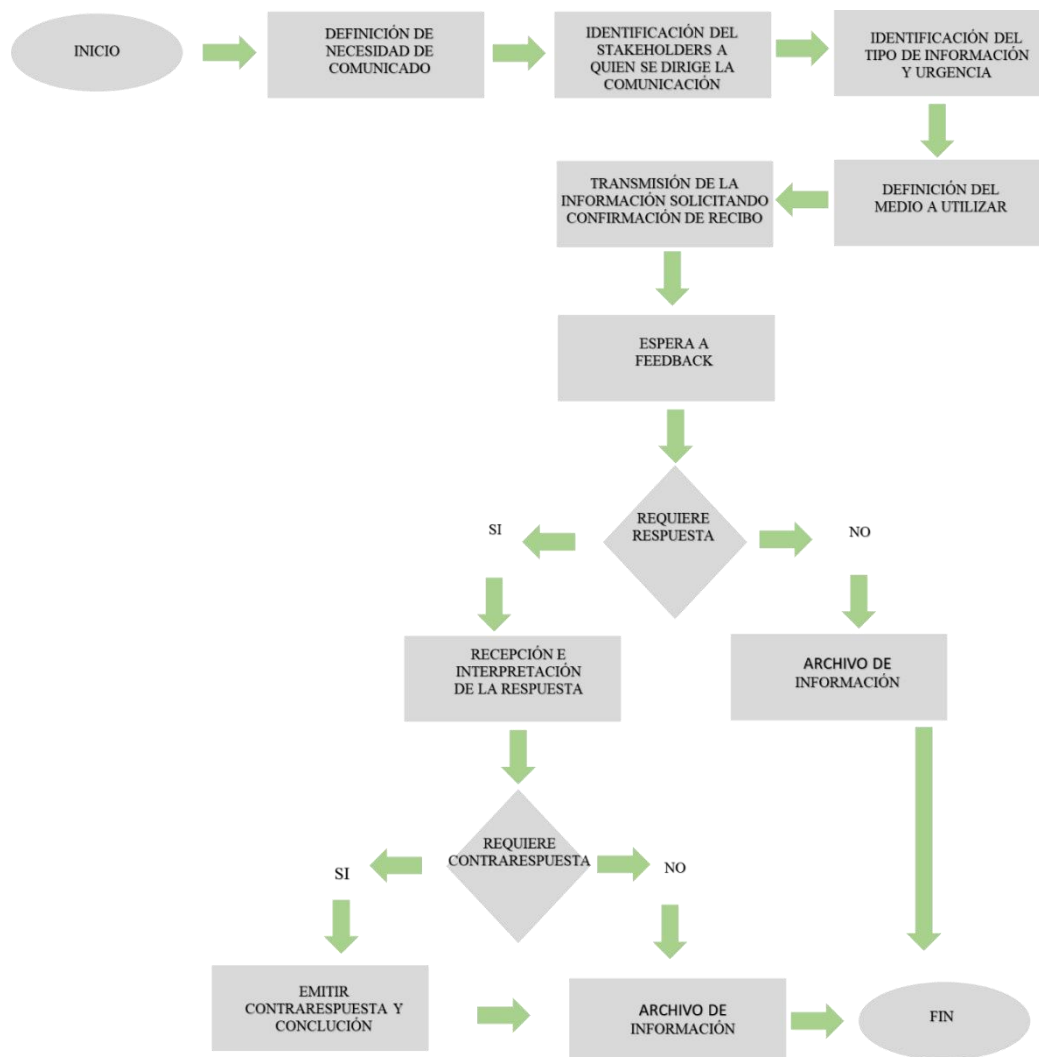 INICIO
DEFINICIÓN DE
NECESIDAD DE
COMUNICADO
IDENTIFICACIÓN DEL
STAKEHOLDERS A
QUIEN SE DIRIGE LA
COMUNICACIÓN
IDENTIFICACIÓN DEL
TIPO DE INFORMACIÓN
Y URGENCIA
DEFINICIÓN DEL
MEDIO A UTILIZAR
TRANSMISIÓN DE LA
INFORMACIÓN SOLICITANDO
CONFIRMACIÓN DE RECIBO
ESPERA A
FEEDBACK
REQUIERE
RESPUESTA
SI
NO
RECEPCIÓN E
INTERPRETACIÓN
DE LA RESPUESTA
ARCHIVO DE
INFORMACIÓN
REQUIERE
CONTRARESPUESTA
SI
NO
EMITIR
CONTRARESPUESTA Y
CONCLUCIÓN
ARCHIVO DE
INFORMACIÓN
FIN